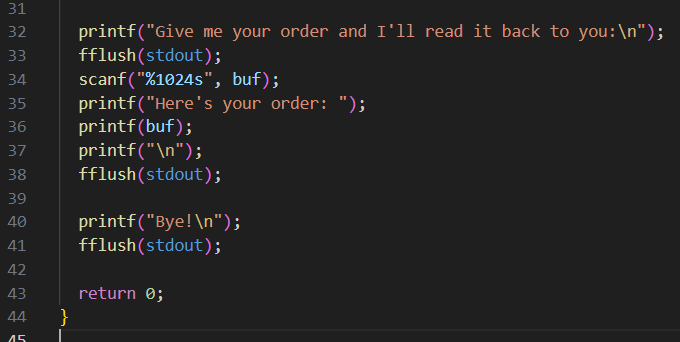 31
32 printf("Give me your order and I'll read it back to you:\n");
33 fflush(stdout);
34 scanf("%1024s", buf);
35 printf("Here's your order: ");
36 printf(buf);
37 printf("\n");
38 fflush(stdout);
39
40 printf("Bye!\n");
41 fflush(stdout);
42
43 return 0;
44 }
45